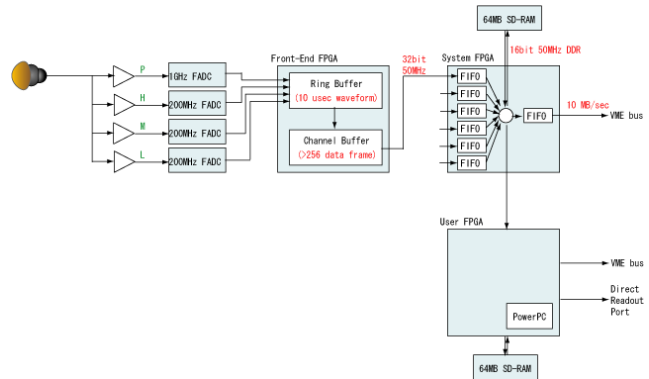 64MB SD-RAM
16bit 50MHz DDR
P
1GHz FADC
H
200MHz FADC
M
200MHz FADC
L
200MHz FADC
Front-End FPGA
Ring Buffer
(10 usec waveform)
Channel Buffer
(>256 data frame)
32bit
50MHz
System FPGA
FIFO
FIFO
FIFO
FIFO
FIFO
FIFO
FIFO
10 MB/sec
VME bus
User FPGA
PowerPC
VME bus
Direct
Readout
Port
64MB SD-RAM